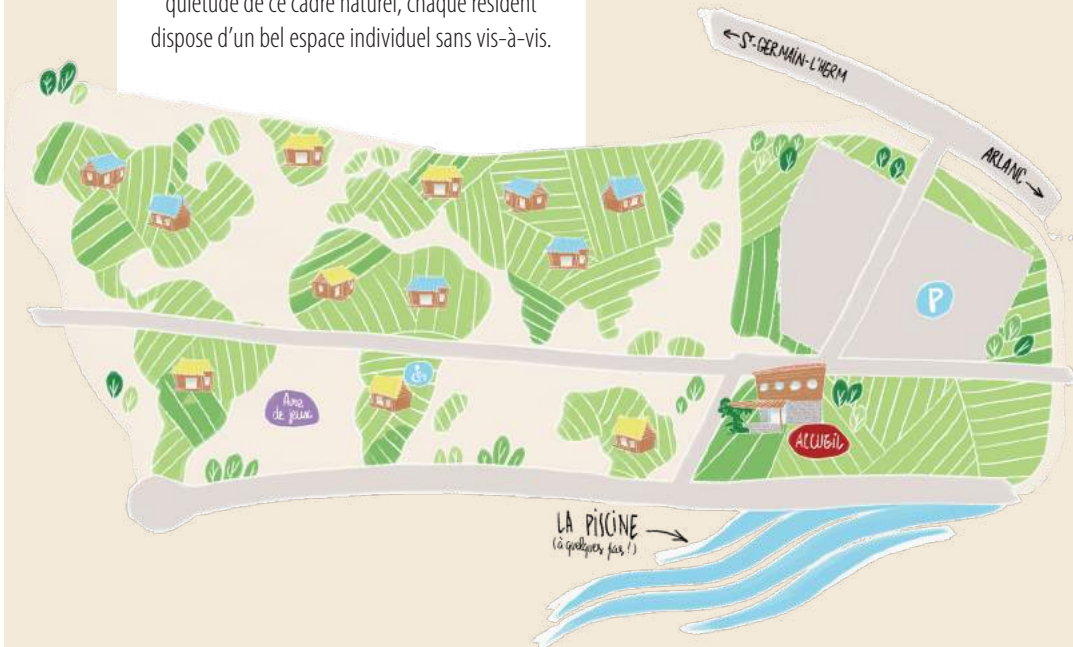 quiétude de ce cadre naturel, chaque résident
dispose d’un bel espace individuel sans vis-à-vis.
← ST-GERMAIN-L'HERM
ARLANC →
P
Aire
de jeux
ACCUEIL
LA PISCINE →
(à quelques pas !)